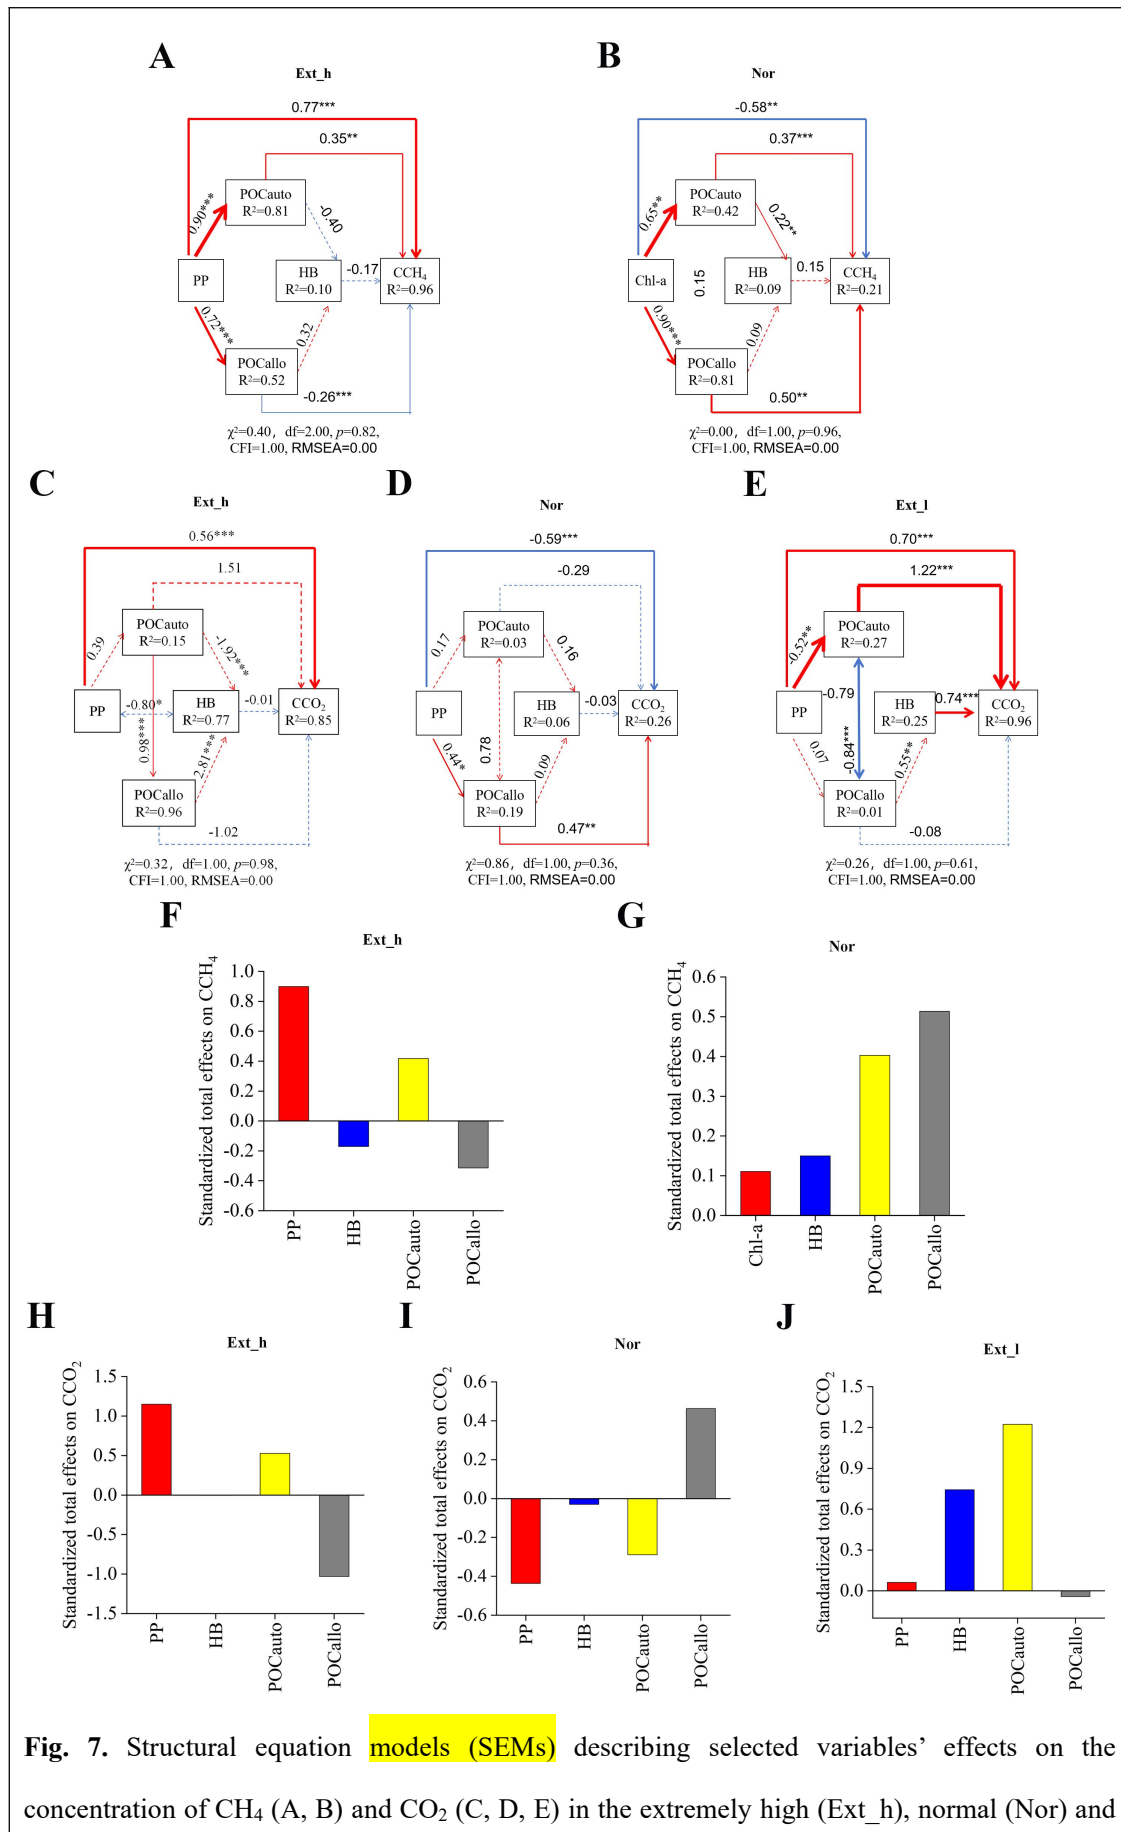 A
Ext_h
0.77***
0.35**
POCauto
R²=0.81
0.90***
-0.40
PP
HB
R²=0.10
-0.17
CCH₄
R²=0.96
0.72***
0.32
POCallo
R²=0.52
-0.26***
χ²=0.40, df=2.00, p=0.82,
CFI=1.00, RMSEA=0.00
B
Nor
-0.58**
0.37***
POCauto
R²=0.42
0.65**
0.22**
Chl-a
0.15
HB
R²=0.09
0.15
CCH₄
R²=0.21
0.90***
0.09
POCallo
R²=0.81
0.50**
χ²=0.00, df=1.00, p=0.96,
CFI=1.00, RMSEA=0.00
C
Ext_h
0.56***
1.51
POCauto
R²=0.15
0.39
-1.92***
PP
-0.80*
HB
R²=0.77
-0.01
CCO₂
R²=0.85
0.98***
2.81***
POCallo
R²=0.96
-1.02
χ²=0.32, df=1.00, p=0.98,
CFI=1.00, RMSEA=0.00
D
Nor
-0.59***
-0.29
POCauto
R²=0.03
0.17
0.16
PP
HB
R²=0.06
-0.03
CCO₂
R²=0.26
0.44*
0.78
0.09
POCallo
R²=0.19
0.47**
χ²=0.86, df=1.00, p=0.36,
CFI=1.00, RMSEA=0.00
E
Ext_l
0.70***
1.22***
POCauto
R²=0.27
-0.52**
-0.79
PP
HB
R²=0.25
0.74***
CCO₂
R²=0.96
0.07
-0.84***
0.55**
POCallo
R²=0.01
-0.08
χ²=0.26, df=1.00, p=0.61,
CFI=1.00, RMSEA=0.00
F
Ext_h
Standardized total effects on CCH₄
1.0
0.8
0.6
0.4
0.2
0.0
-0.2
-0.4
-0.6
PP
HB
POCauto
POCallo
G
Nor
Standardized total effects on CCH₄
0.6
0.5
0.4
0.3
0.2
0.1
0.0
Chl-a
HB
POCauto
POCallo
H
Ext_h
Standardized total effects on CCO₂
1.5
1.0
0.5
0.0
-0.5
-1.0
-1.5
PP
HB
POCauto
POCallo
I
Nor
Standardized total effects on CCO₂
0.6
0.4
0.2
0.0
-0.2
-0.4
-0.6
PP
HB
POCauto
POCallo
J
Ext_l
Standardized total effects on CCO₂
1.5
1.2
0.9
0.6
0.3
0.0
PP
HB
POCauto
POCallo
Fig. 7. Structural equation models (SEMs) describing selected variables’ effects on the
concentration of CH₄ (A, B) and CO₂ (C, D, E) in the extremely high (Ext_h), normal (Nor) and